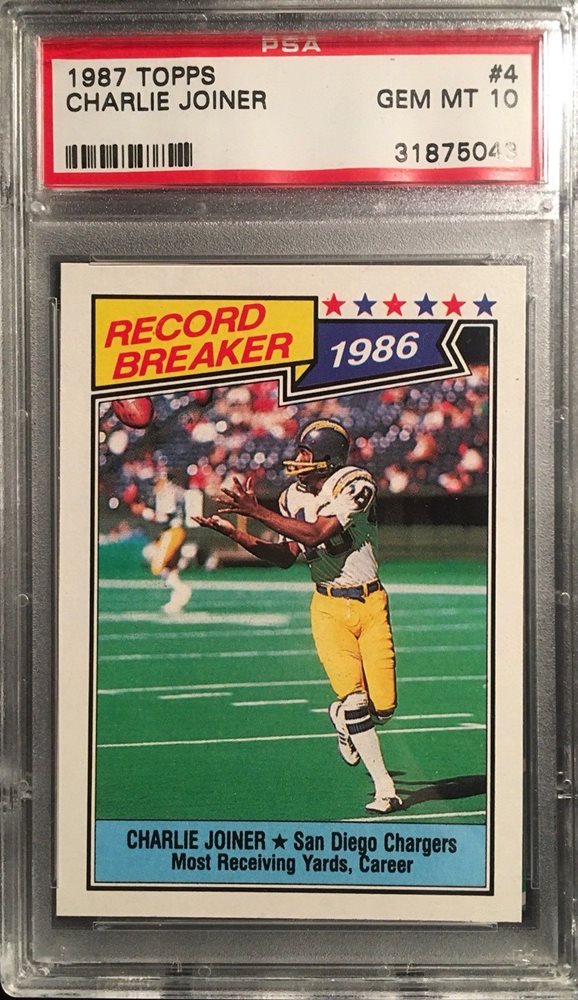 PSA
1987 TOPPS #4
CHARLIE JOINER GEM MT 10
31875043
RECORD
BREAKER
1986
18
CHARLIE JOINER ★ San Diego Chargers
Most Receiving Yards, Career